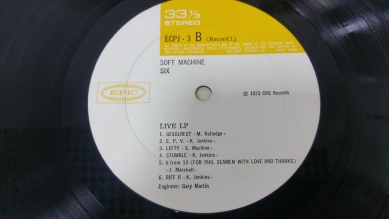 33.1/3
STEREO
ECPJ-3 B (Record1)
SOFT MACHINE
SIX
EPIC
Ⓟ 1973 CBS Records
LIVE LP
1. GESOLREUT - M. Ratledge -
2. E. P. V. - K. Jenkins -
3. LEFTY - S. Machine -
4. STUMBLE - K. Jenkins -
5. 5 from 13 (FOR PHIL SEAMEN WITH LOVE AND THANKS)
- J. Marshall -
6. RIFF Ⅱ - K. Jenkins -
Engineer: Gary Martin